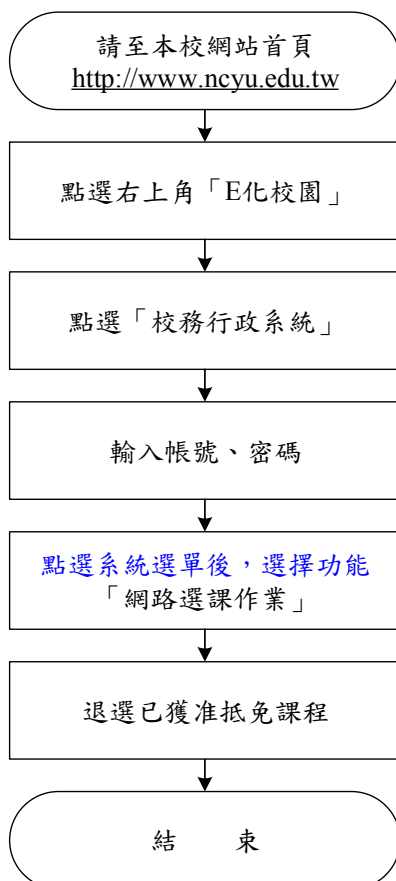 請至本校網站首頁
http://www.ncyu.edu.tw
點選右上角「E化校園」
點選「校務行政系統」
輸入帳號、密碼
點選系統選單後，選擇功能
「網路選課作業」
退選已獲准抵免課程
結　　束